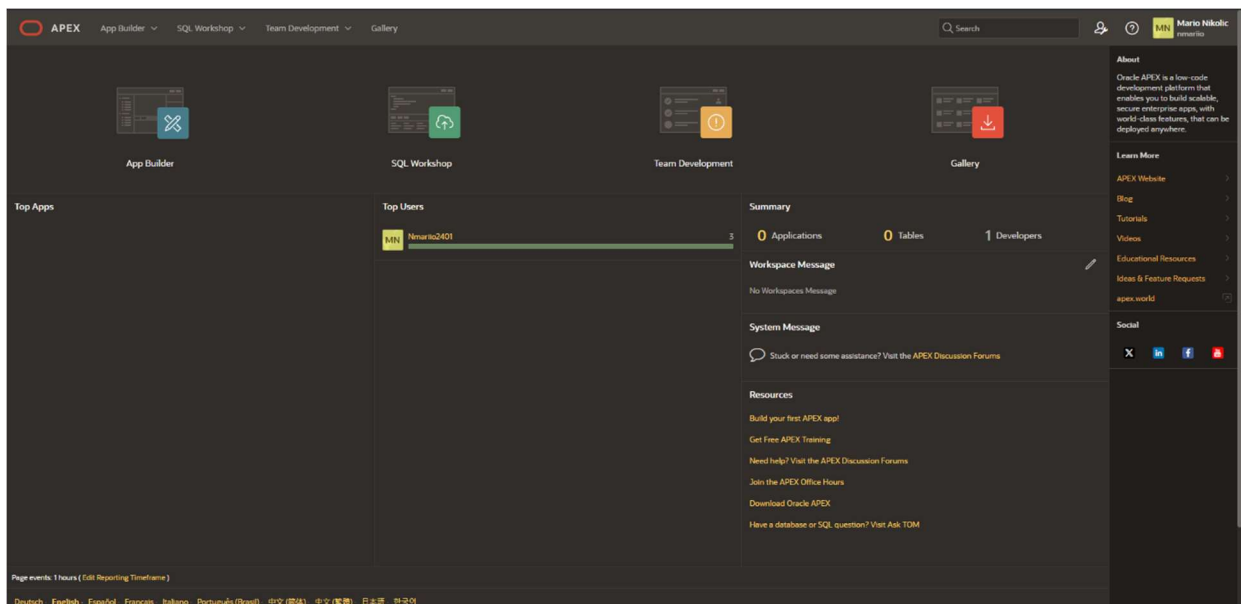 APEX App Builder SQL Workshop Team Development Gallery Search MN Mario Nikolic
nmariio
App Builder SQL Workshop Team Development Gallery
Top Apps
Top Users
MN Nmariio2401 3
Summary
0 Applications 0 Tables 1 Developers
Workspace Message
No Workspaces Message
System Message
Stuck or need some assistance? Visit the APEX Discussion Forums
Resources
Build your first APEX app!
Get Free APEX Training
Need help? Visit the APEX Discussion Forums
Join the APEX Office Hours
Download Oracle APEX
Have a database or SQL question? Visit Ask TOM
About
Oracle APEX is a low-code
development platform that
enables you to build scalable,
secure enterprise apps, with
world-class features, that can be
deployed anywhere.
Learn More
APEX Website
Blog
Tutorials
Videos
Educational Resources
Ideas & Feature Requests
apex.world
Social
Page events: 1 hours ( Edit Reporting Timeframe )
Deutsch English Español Français Italiano Português (Brasil) 中文 (简体) 中文 (繁體) 日本語 한국어